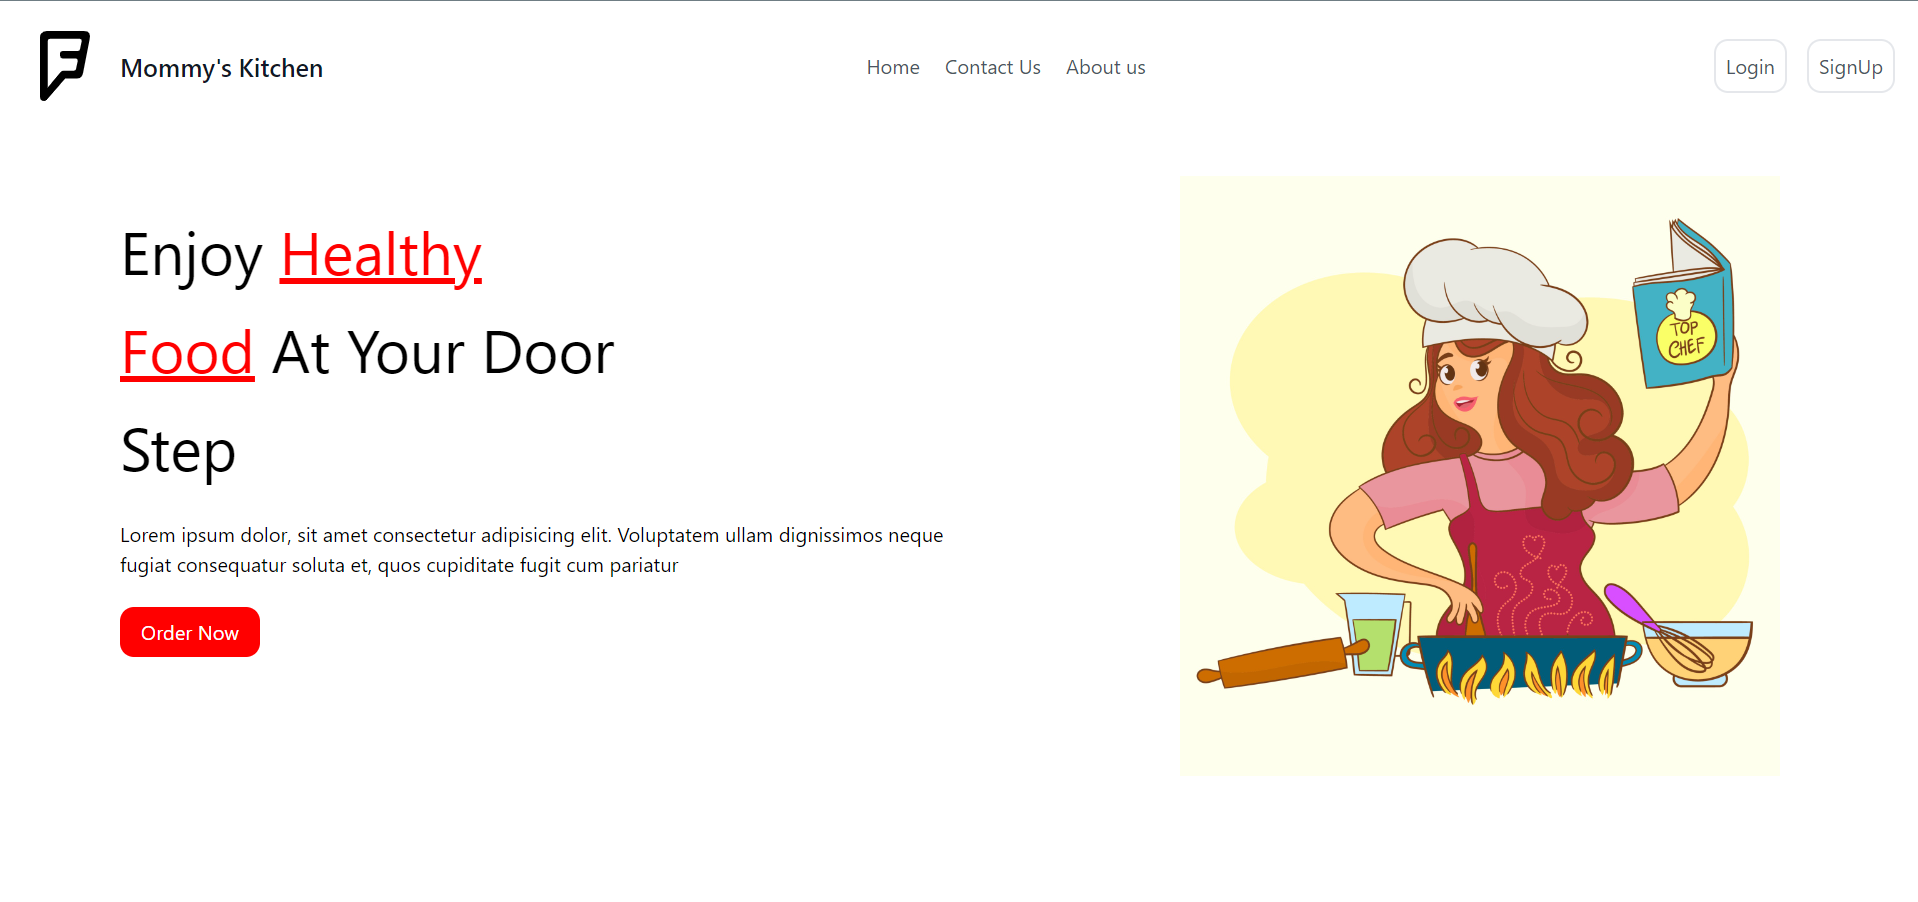 Mommy's Kitchen
Home Contact Us About us
Login SignUp
Enjoy Healthy
Food At Your Door
Step
Lorem ipsum dolor, sit amet consectetur adipisicing elit. Voluptatem ullam dignissimos neque
fugiat consequatur soluta et, quos cupiditate fugit cum pariatur
Order Now
TOP
CHEF